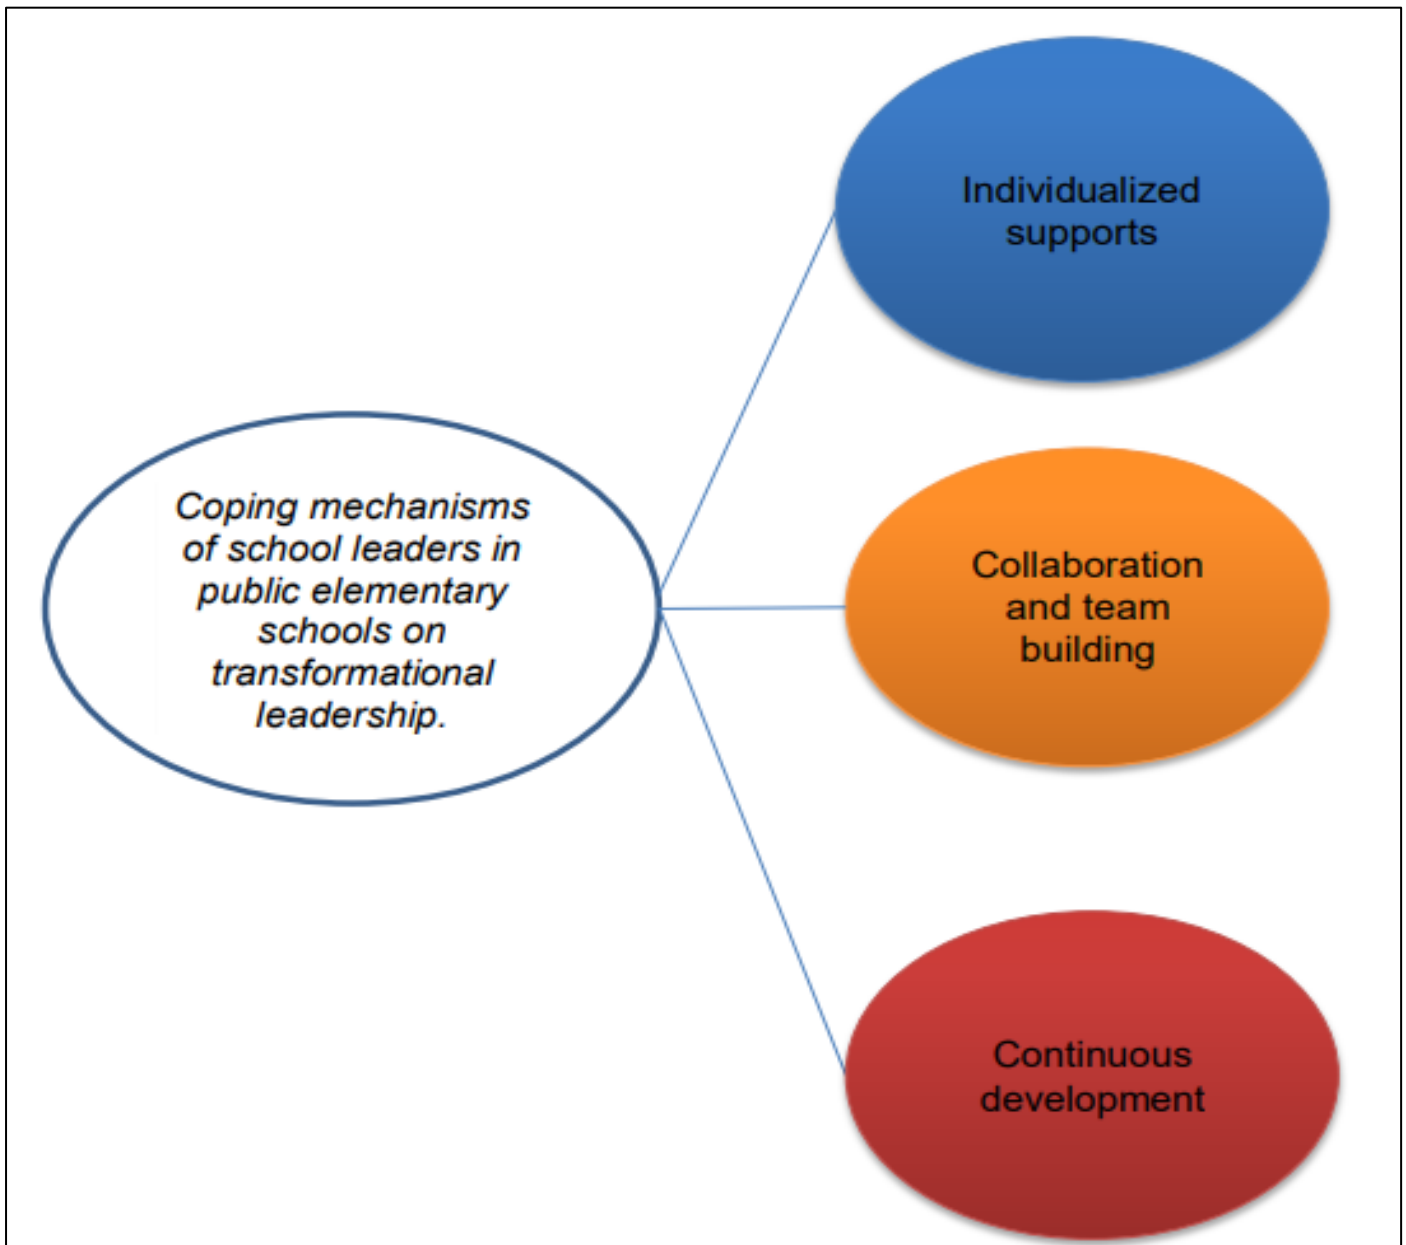 Individualized
supports
Coping mechanisms
of school leaders in
public elementary
schools on
transformational
leadership.
Collaboration
and team
building
Continuous
development